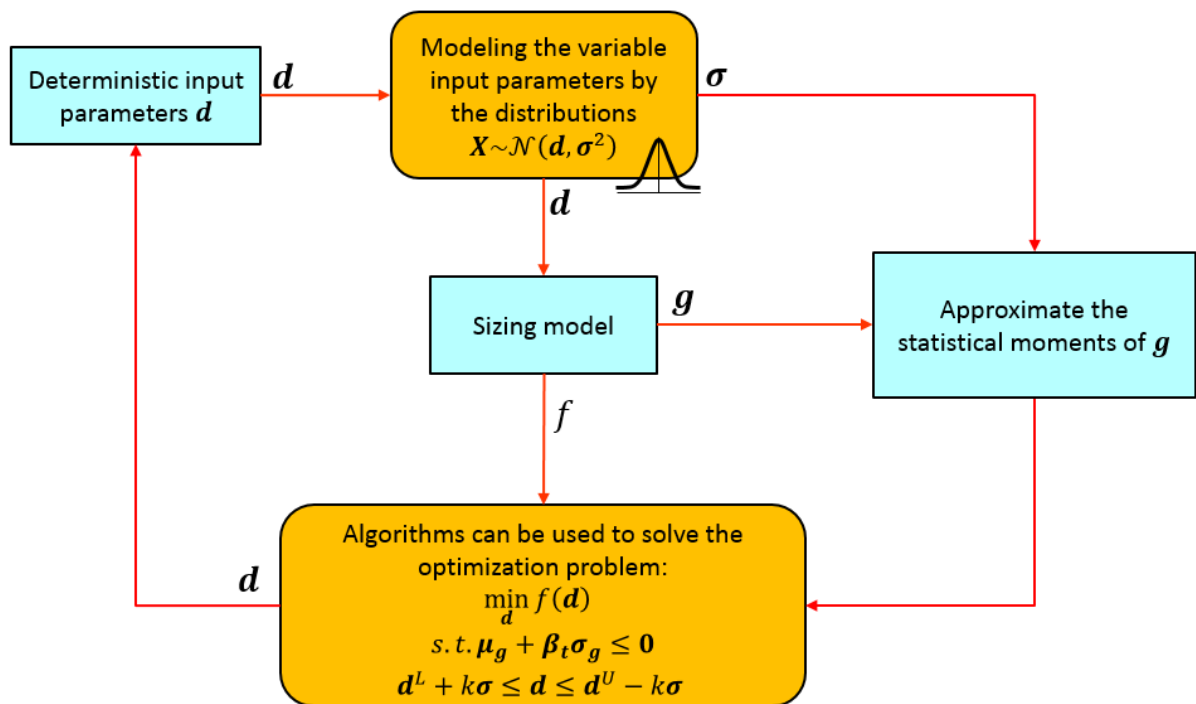 Deterministic input
parameters d
d
Modeling the variable
input parameters by
the distributions
X~𝒩(d, σ²)
σ
d
Sizing model
g
Approximate the
statistical moments of g
f
Algorithms can be used to solve the
optimization problem:
min f(d)
d
s.t. μg + βtσg ≤ 0
dᴸ + kσ ≤ d ≤ dᵁ − kσ
d